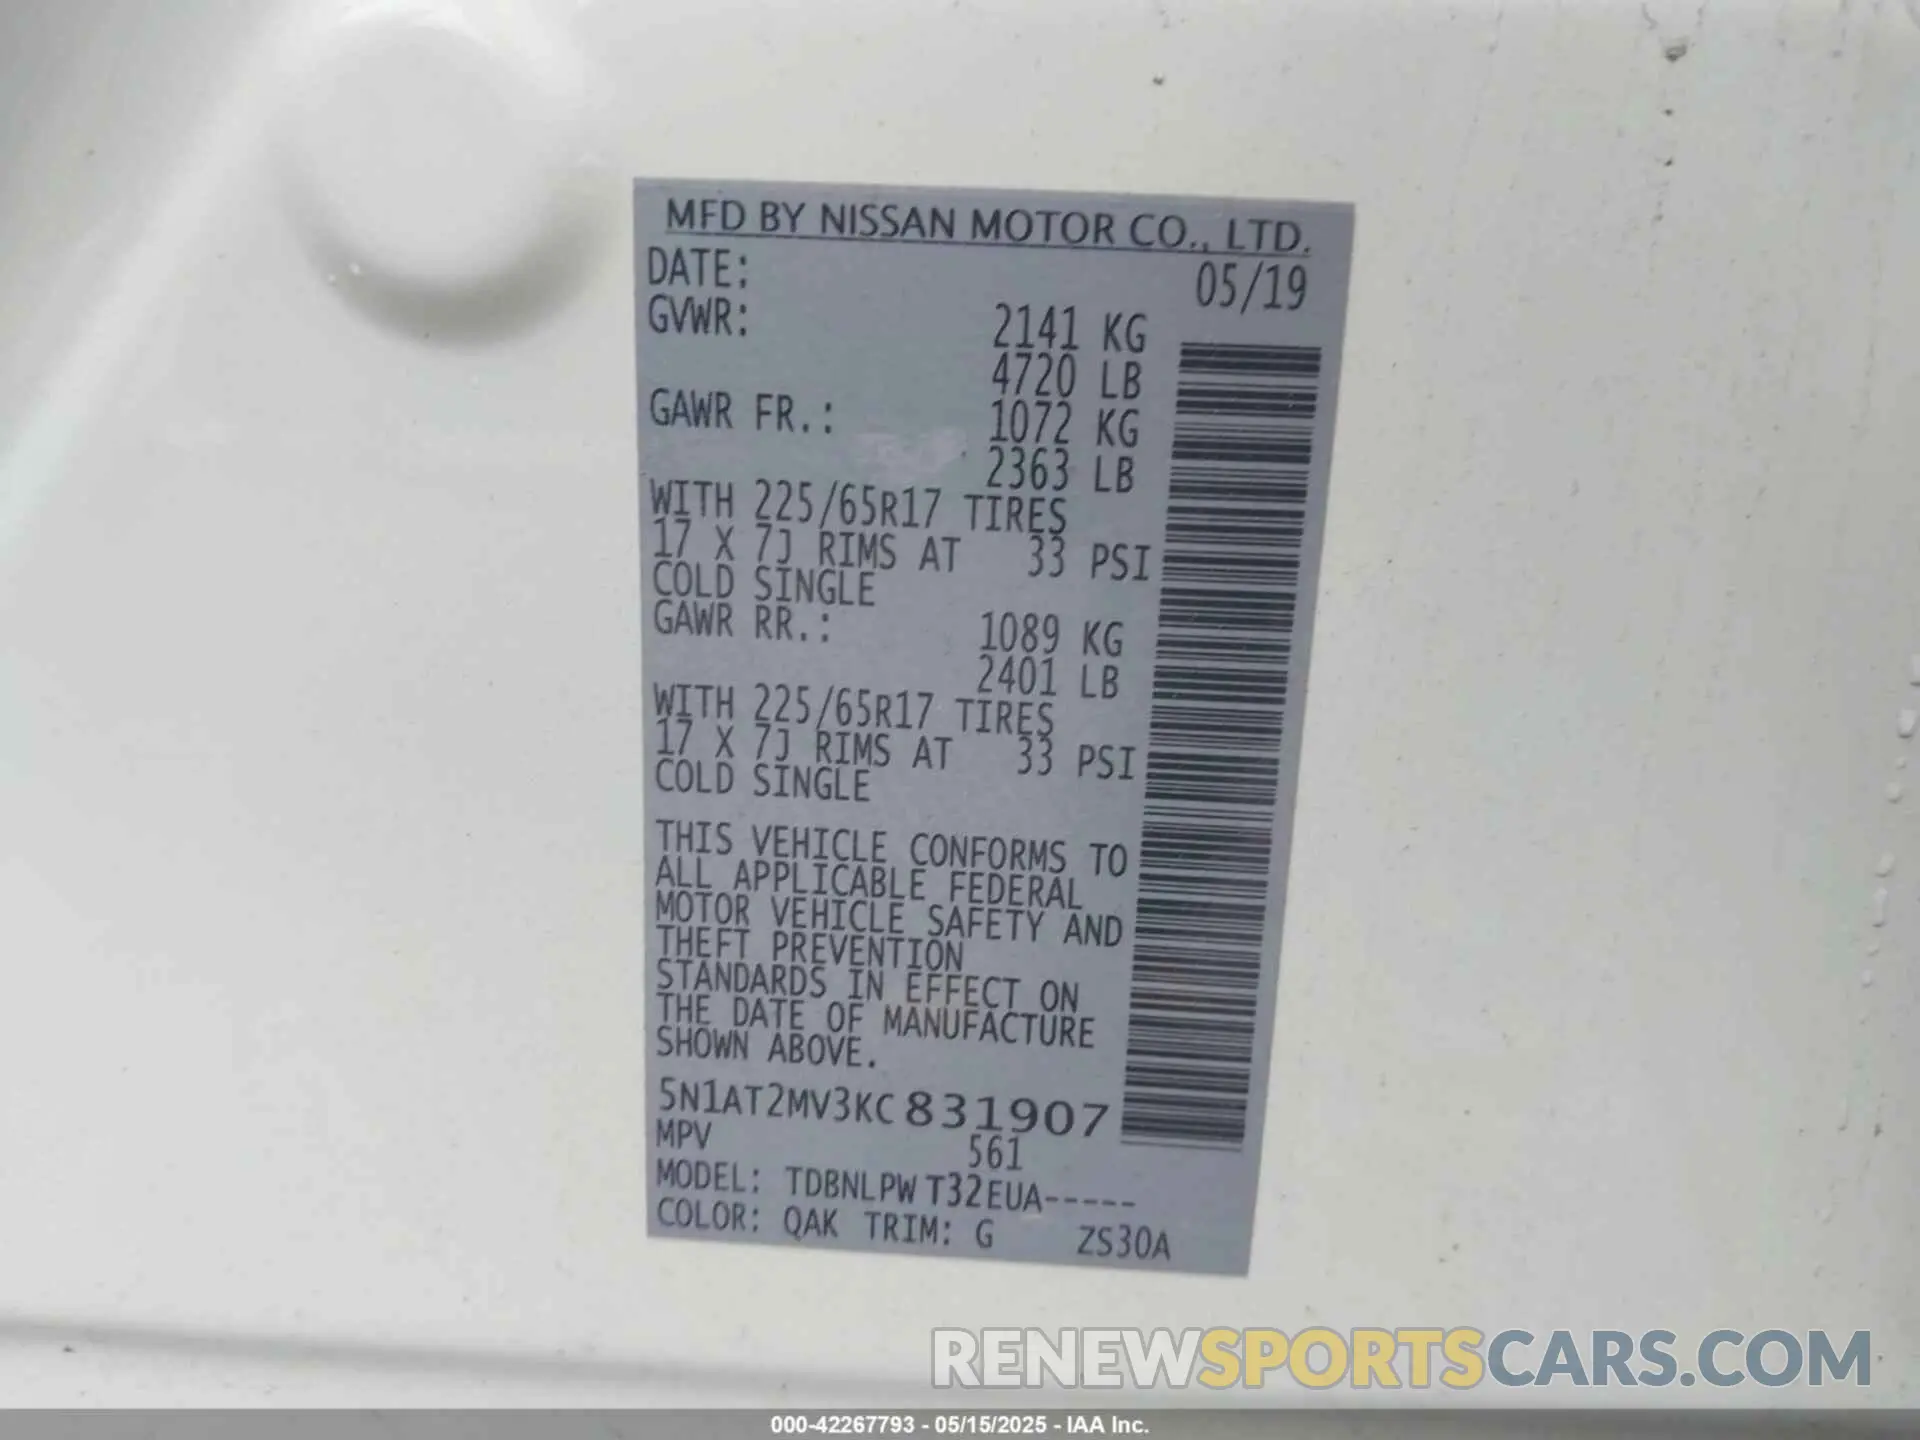 MFD BY NISSAN MOTOR CO., LTD.
DATE: 05/19
GVWR: 2141 KG
4720 LB
GAWR FR.: 1072 KG
2363 LB
WITH 225/65R17 TIRES
17 X 7J RIMS AT 33 PSI
COLD SINGLE
GAWR RR.: 1089 KG
2401 LB
WITH 225/65R17 TIRES
17 X 7J RIMS AT 33 PSI
COLD SINGLE
THIS VEHICLE CONFORMS TO
ALL APPLICABLE FEDERAL
MOTOR VEHICLE SAFETY AND
THEFT PREVENTION
STANDARDS IN EFFECT ON
THE DATE OF MANUFACTURE
SHOWN ABOVE.
5N1AT2MV3KC831907
MPV 561
MODEL: TDBNLPW T32EUA-----
COLOR: QAK TRIM: G ZS30A
RENEWSPORTSCARS.COM
000-42267793 - 05/15/2025 - IAA Inc.